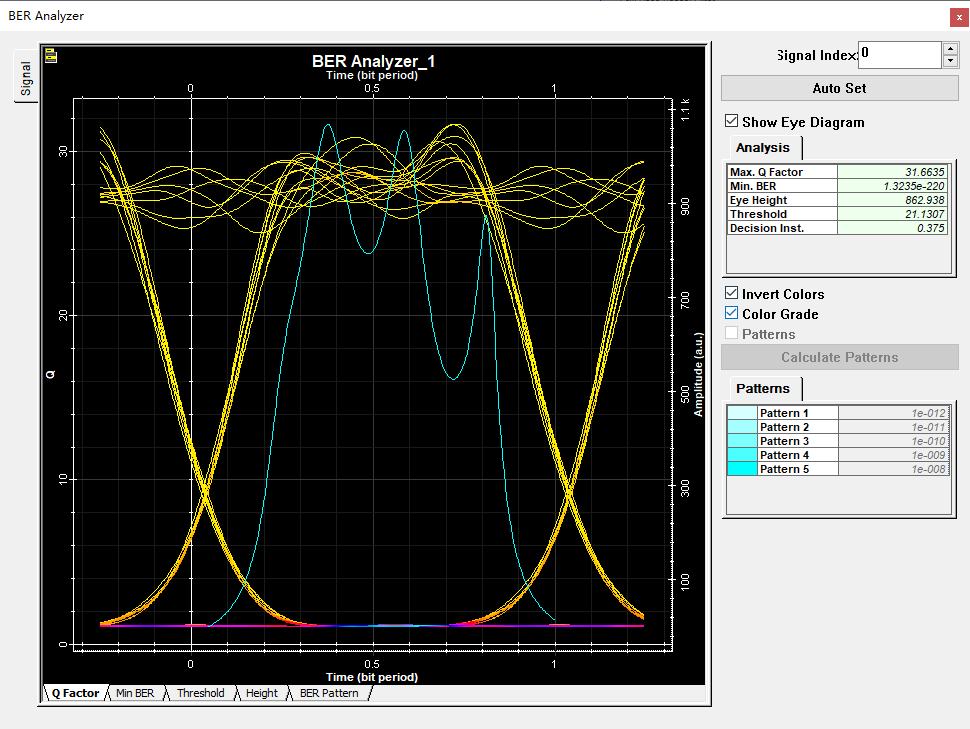 BER Analyzer
x
Signal
BER Analyzer_1
Time (bit period)
0 0.5 1
Q
30
20
10
0
1.1 k
900
700
500
300
100
Amplitude (a.u.)
0 0.5 1
Time (bit period)
Q Factor Min BER Threshold Height BER Pattern
Signal Index: 0
Auto Set
Show Eye Diagram
Analysis
Max. Q Factor 31.6635
Min. BER 1.3235e-220
Eye Height 862.938
Threshold 21.1307
Decision Inst. 0.375
Invert Colors
Color Grade
Patterns
Calculate Patterns
Patterns
Pattern 1 1e-012
Pattern 2 1e-011
Pattern 3 1e-010
Pattern 4 1e-009
Pattern 5 1e-008